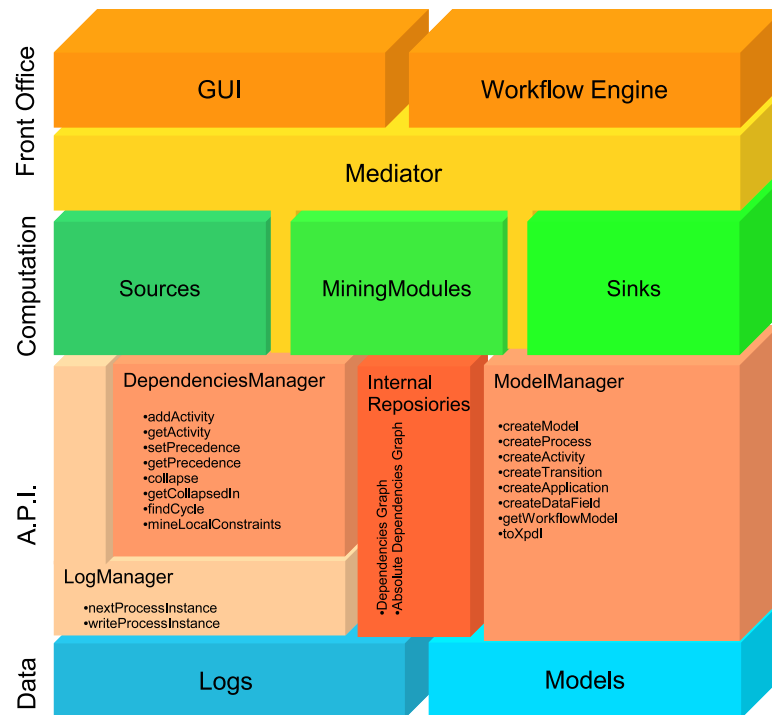 Front Office
GUI
Workflow Engine
Mediator
Computation
Sources
MiningModules
Sinks
A.P.I.
DependenciesManager
•addActivity
•getActivity
•setPrecedence
•getPrecedence
•collapse
•getCollapsedIn
•findCycle
•mineLocalConstraints
LogManager
•nextProcessInstance
•writeProcessInstance
Internal
Reposiories
•Dependencies Graph
•Absolute Dependencies Graph
ModelManager
•createModel
•createProcess
•createActivity
•createTransition
•createApplication
•createDataField
•getWorkflowModel
•toXpdl
Data
Logs
Models